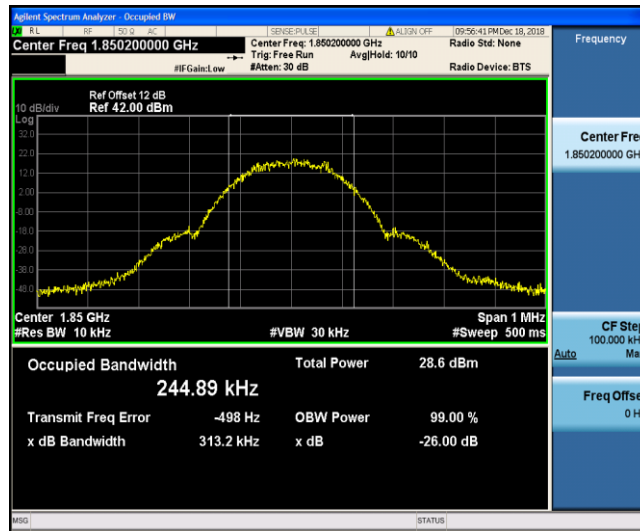 Agilent Spectrum Analyzer - Occupied BW
RL RF 50 Ω AC SENSE:PULSE ALIGN OFF 09:56:41 PM Dec 18, 2018
Center Freq 1.850200000 GHz Center Freq: 1.850200000 GHz Radio Std: None Frequency
Trig: Free Run Avg|Hold: 10/10
#IFGain:Low #Atten: 30 dB Radio Device: BTS
Ref Offset 12 dB
10 dB/div Ref 42.00 dBm
Log
32.0
22.0
12.0
2.00
-8.00
-18.0
-28.0
-38.0
-48.0
Center Fre
1.850200000 GH
Center 1.85 GHz Span 1 MHz
#Res BW 10 kHz #VBW 30 kHz #Sweep 500 ms
CF Step
100.000 kH
Auto Ma
Occupied Bandwidth Total Power 28.6 dBm
244.89 kHz
Transmit Freq Error -498 Hz OBW Power 99.00 %
x dB Bandwidth 313.2 kHz x dB -26.00 dB
Freq Offse
0 H
MSG STATUS